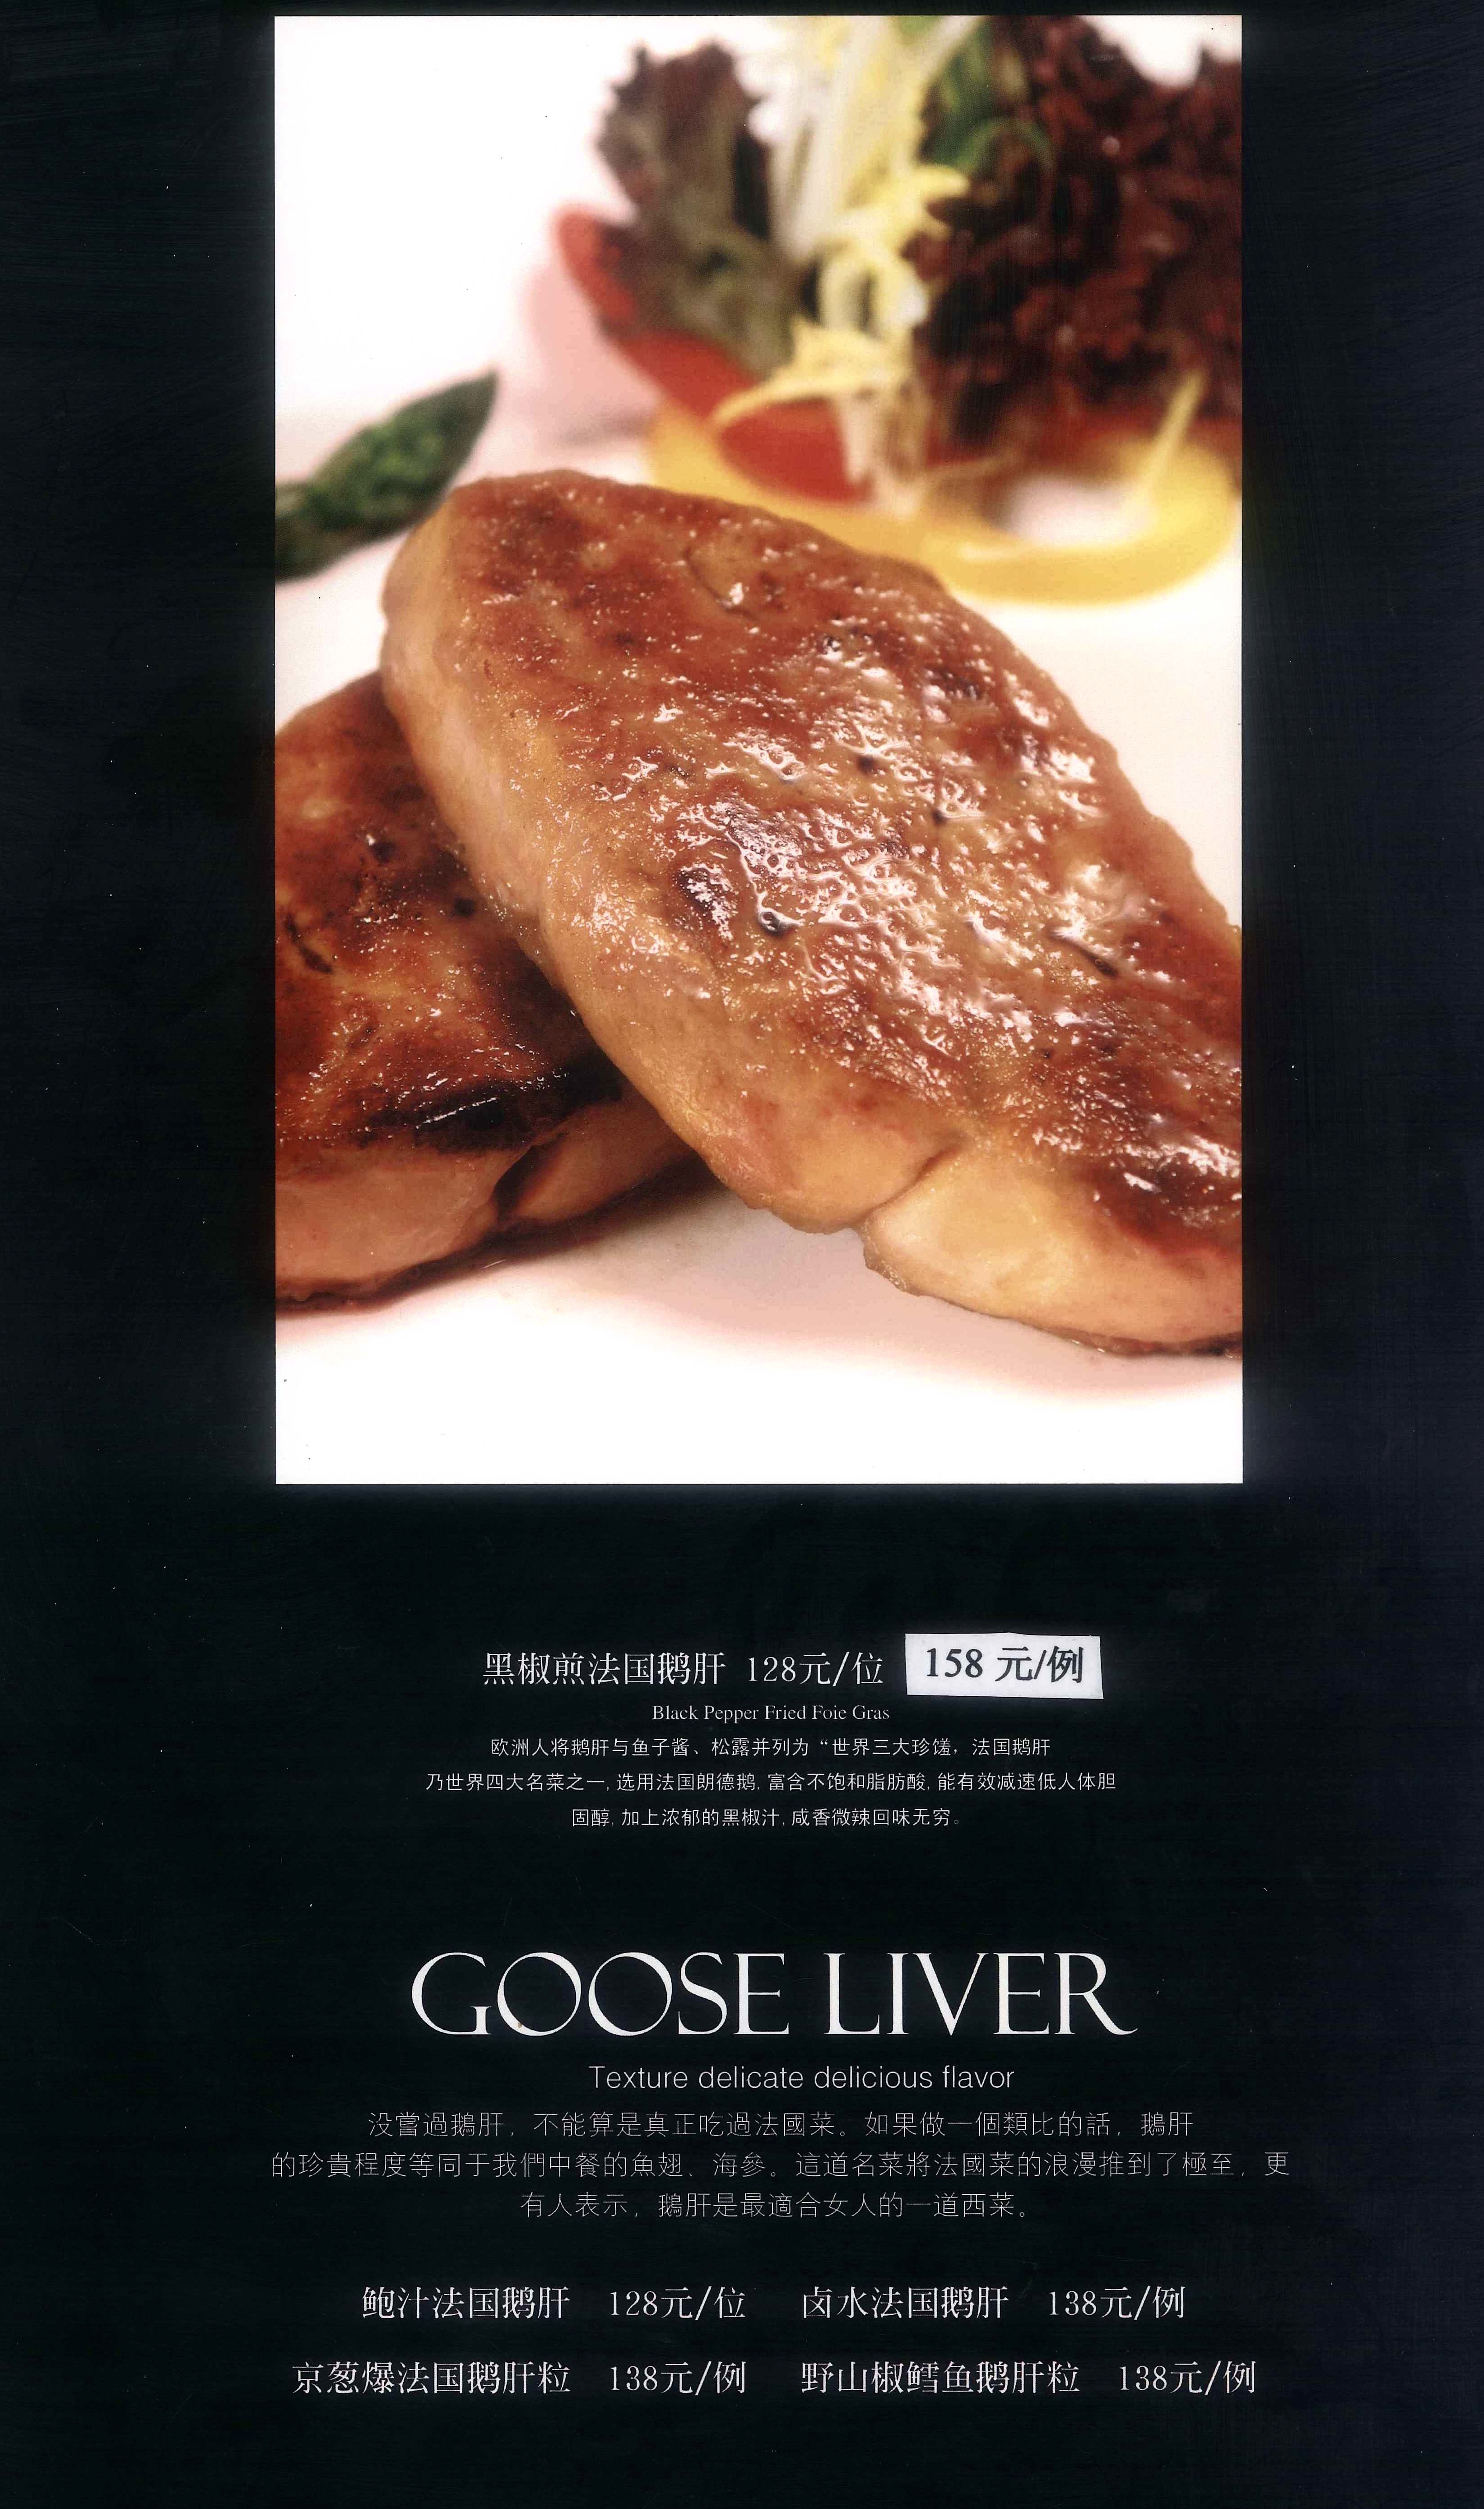 黑椒煎法国鹅肝 128元/位 158 元/例
Black Pepper Fried Foie Gras
欧洲人将鹅肝与鱼子酱、松露并列为“世界三大珍馐，法国鹅肝
乃世界四大名菜之一, 选用法国朗德鹅, 富含不饱和脂肪酸, 能有效减速低人体胆
固醇, 加上浓郁的黑椒汁, 咸香微辣回味无穷。
GOOSE LIVER
Texture delicate delicious flavor
没嘗過鵝肝，不能算是真正吃過法國菜。如果做一個類比的話，鵝肝
的珍貴程度等同于我們中餐的魚翅、海參。這道名菜將法國菜的浪漫推到了極至，更
有人表示，鵝肝是最適合女人的一道西菜。
鲍汁法国鹅肝 128元/位 卤水法国鹅肝 138元/例
京葱爆法国鹅肝粒 138元/例 野山椒鳕鱼鹅肝粒 138元/例